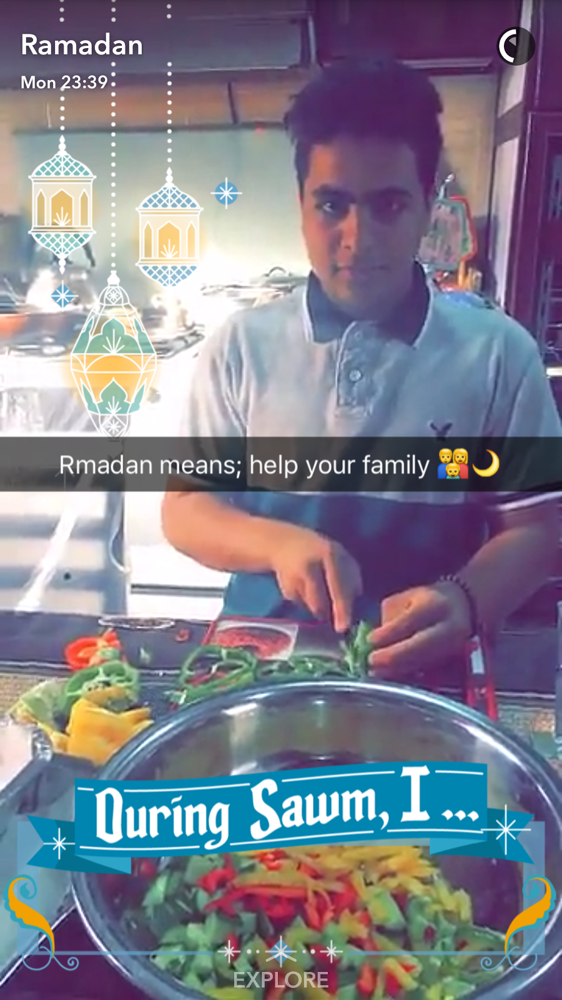 Ramadan
Mon 23:39
Rmadan means; help your family 👨‍👩‍👦🌙
During Sawm, I ...
EXPLORE